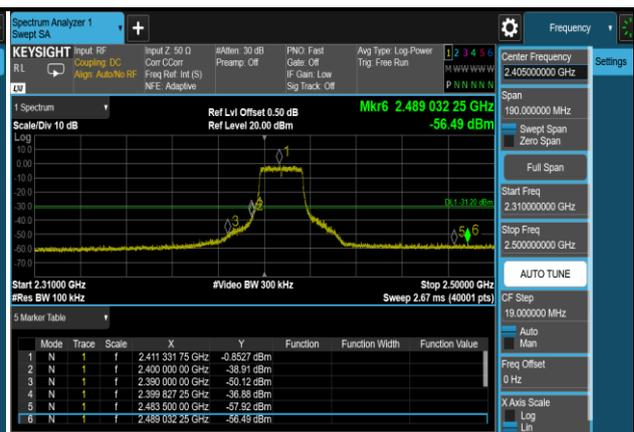 Spectrum Analyzer 1
Swept SA
Frequency
Settings
KEYSIGHT
RL
LXI
Input: RF
Coupling: DC
Align: Auto/No RF
Input Z: 50 Ω
Corr CCorr
Freq Ref: Int (S)
NFE: Adaptive
#Atten: 30 dB
Preamp: Off
PNO: Fast
Gate: Off
IF Gain: Low
Sig Track: Off
Avg Type: Log-Power
Trig: Free Run
1 2 3 4 5 6
M W W W W W
P N N N N N
1 Spectrum
Scale/Div 10 dB
Log
Ref Lvl Offset 0.50 dB
Ref Level 20.00 dBm
Mkr6 2.489 032 25 GHz
-56.49 dBm
10.0
0.00
-10.0
-20.0
-30.0
-40.0
-50.0
-60.0
-70.0
1
2
3
5
6
DL1 -31.20 dBm
Start 2.31000 GHz
#Res BW 100 kHz
#Video BW 300 kHz
Stop 2.50000 GHz
Sweep 2.67 ms (40001 pts)
5 Marker Table
Mode Trace Scale X Y Function Function Width Function Value
1 N 1 f 2.411 331 75 GHz -0.8527 dBm
2 N 1 f 2.400 000 00 GHz -38.91 dBm
3 N 1 f 2.390 000 00 GHz -50.12 dBm
4 N 1 f 2.399 827 25 GHz -36.88 dBm
5 N 1 f 2.483 500 00 GHz -57.92 dBm
6 N 1 f 2.489 032 25 GHz -56.49 dBm
Center Frequency
2.405000000 GHz
Span
190.000000 MHz
Swept Span
Zero Span
Full Span
Start Freq
2.310000000 GHz
Stop Freq
2.500000000 GHz
AUTO TUNE
CF Step
19.000000 MHz
Auto
Man
Freq Offset
0 Hz
X Axis Scale
Log
Lin